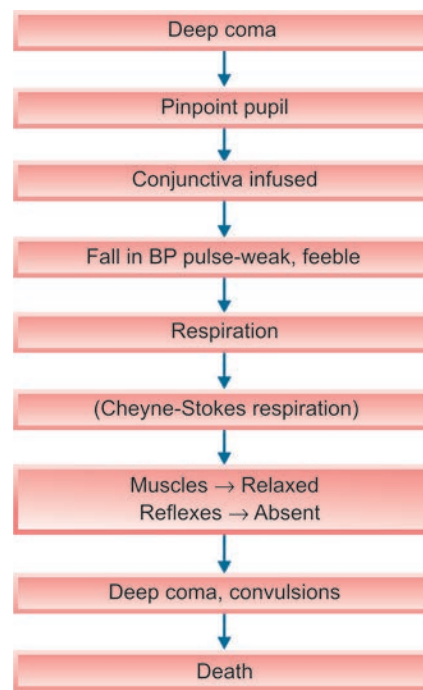 Deep coma
Pinpoint pupil
Conjunctiva infused
Fall in BP pulse-weak, feeble
Respiration
(Cheyne-Stokes respiration)
Muscles → Relaxed
Reflexes → Absent
Deep coma, convulsions
Death